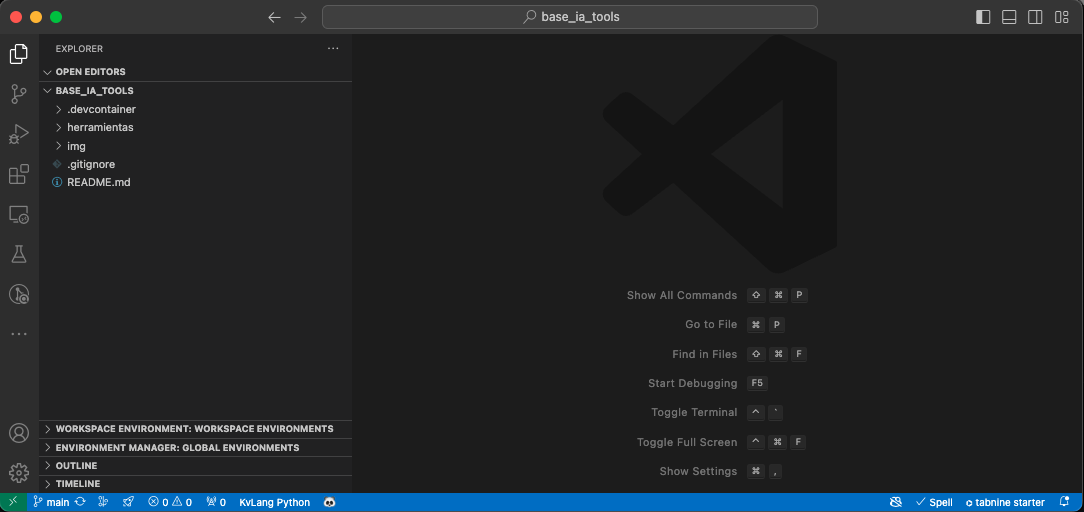 base_ia_tools
EXPLORER
OPEN EDITORS
BASE_IA_TOOLS
.devcontainer
herramientas
img
.gitignore
README.md
Show All Commands ⇧ ⌘ P
Go to File ⌘ P
Find in Files ⇧ ⌘ F
Start Debugging F5
Toggle Terminal ^ `
Toggle Full Screen ^ ⌘ F
Show Settings ⌘ ,
WORKSPACE ENVIRONMENT: WORKSPACE ENVIRONMENTS
ENVIRONMENT MANAGER: GLOBAL ENVIRONMENTS
OUTLINE
TIMELINE
main 0 0 0 KvLang Python Spell tabnine starter